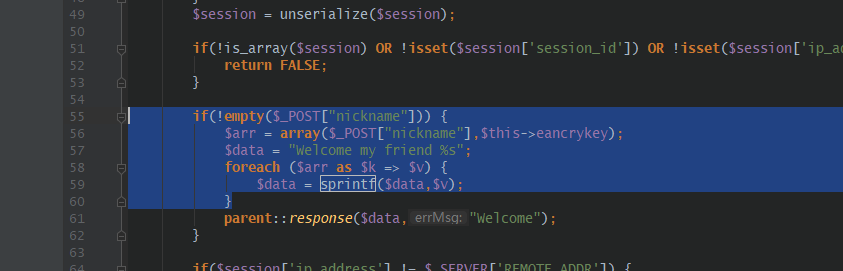 49 $session = unserialize($session);
50
51 if(!is_array($session) OR !isset($session['session_id']) OR !isset($session['ip_ad
52 return FALSE;
53 }
54
55 if(!empty($_POST["nickname"])) {
56 $arr = array($_POST["nickname"],$this->eancrykey);
57 $data = "Welcome my friend %s";
58 foreach ($arr as $k => $v) {
59 $data = sprintf($data,$v);
60 }
61 parent::response($data, errMsg: "Welcome");
62 }
63
64 if($session['ip_address'] != $_SERVER['REMOTE_ADDR']) {